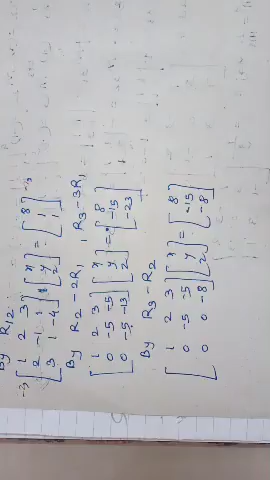 By R12
[1 2 3 [x [8
2 -1 1 y = 1
3 1 -4] z] 1]
By R2 - 2R1 , R3 - 3R1
[1 2 3 [x [8
0 -5 -5 y = -15
0 -5 -13] z] -23]
By R3 - R2
[1 2 3 [x [8
0 -5 -5 y = -15
0 0 -8] z] -8]